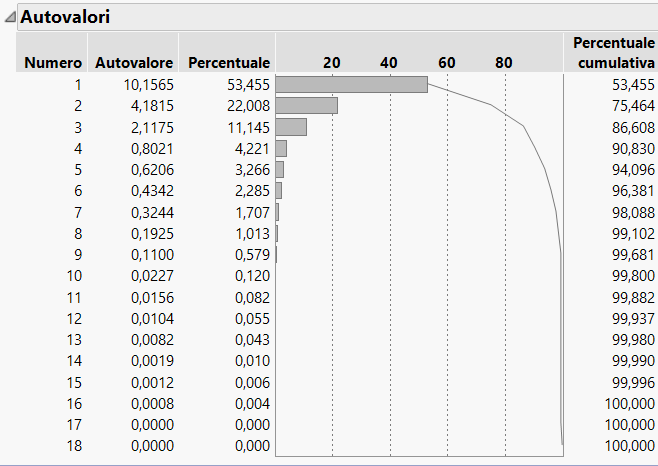 Autovalori
Percentuale
Numero Autovalore Percentuale 20 40 60 80 cumulativa
1 10,1565 53,455 53,455
2 4,1815 22,008 75,464
3 2,1175 11,145 86,608
4 0,8021 4,221 90,830
5 0,6206 3,266 94,096
6 0,4342 2,285 96,381
7 0,3244 1,707 98,088
8 0,1925 1,013 99,102
9 0,1100 0,579 99,681
10 0,0227 0,120 99,800
11 0,0156 0,082 99,882
12 0,0104 0,055 99,937
13 0,0082 0,043 99,980
14 0,0019 0,010 99,990
15 0,0012 0,006 99,996
16 0,0008 0,004 100,000
17 0,0000 0,000 100,000
18 0,0000 0,000 100,000